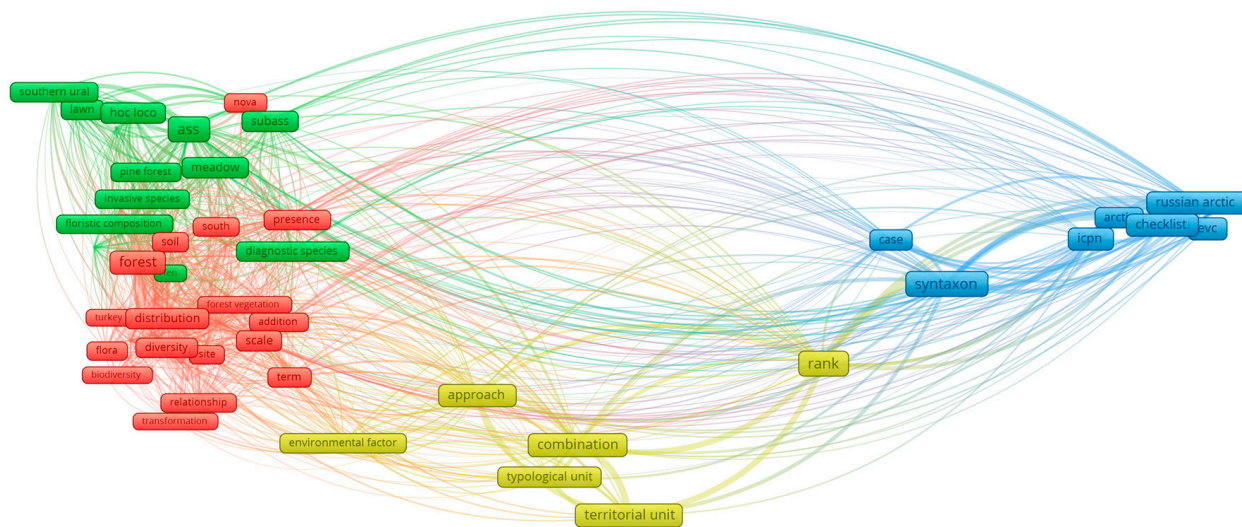 southern ural
lawn
hoc loco
nova
ass
subass
pine forest
meadow
invasive species
floristic composition
south
presence
soil
diagnostic species
forest
forest vegetation
turkey
distribution
addition
flora
diversity
site
scale
biodiversity
term
relationship
transformation
environmental factor
approach
combination
typological unit
territorial unit
rank
case
syntaxon
icpn
russian arctic
checklist
evc